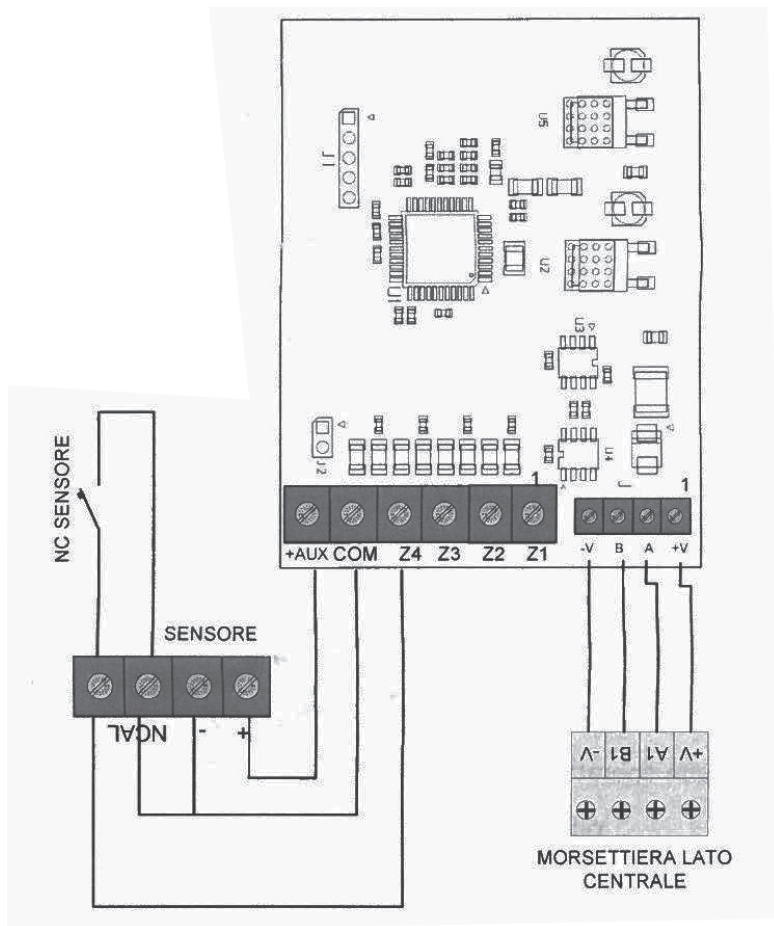 U5
J1
U2
U1
U3
U4
J2
1
J
1
+AUX COM Z4 Z3 Z2 Z1
-V B A +V
NC SENSORE
SENSORE
NCAL - +
-V B1 A1 +V
MORSETTIERA LATO
CENTRALE